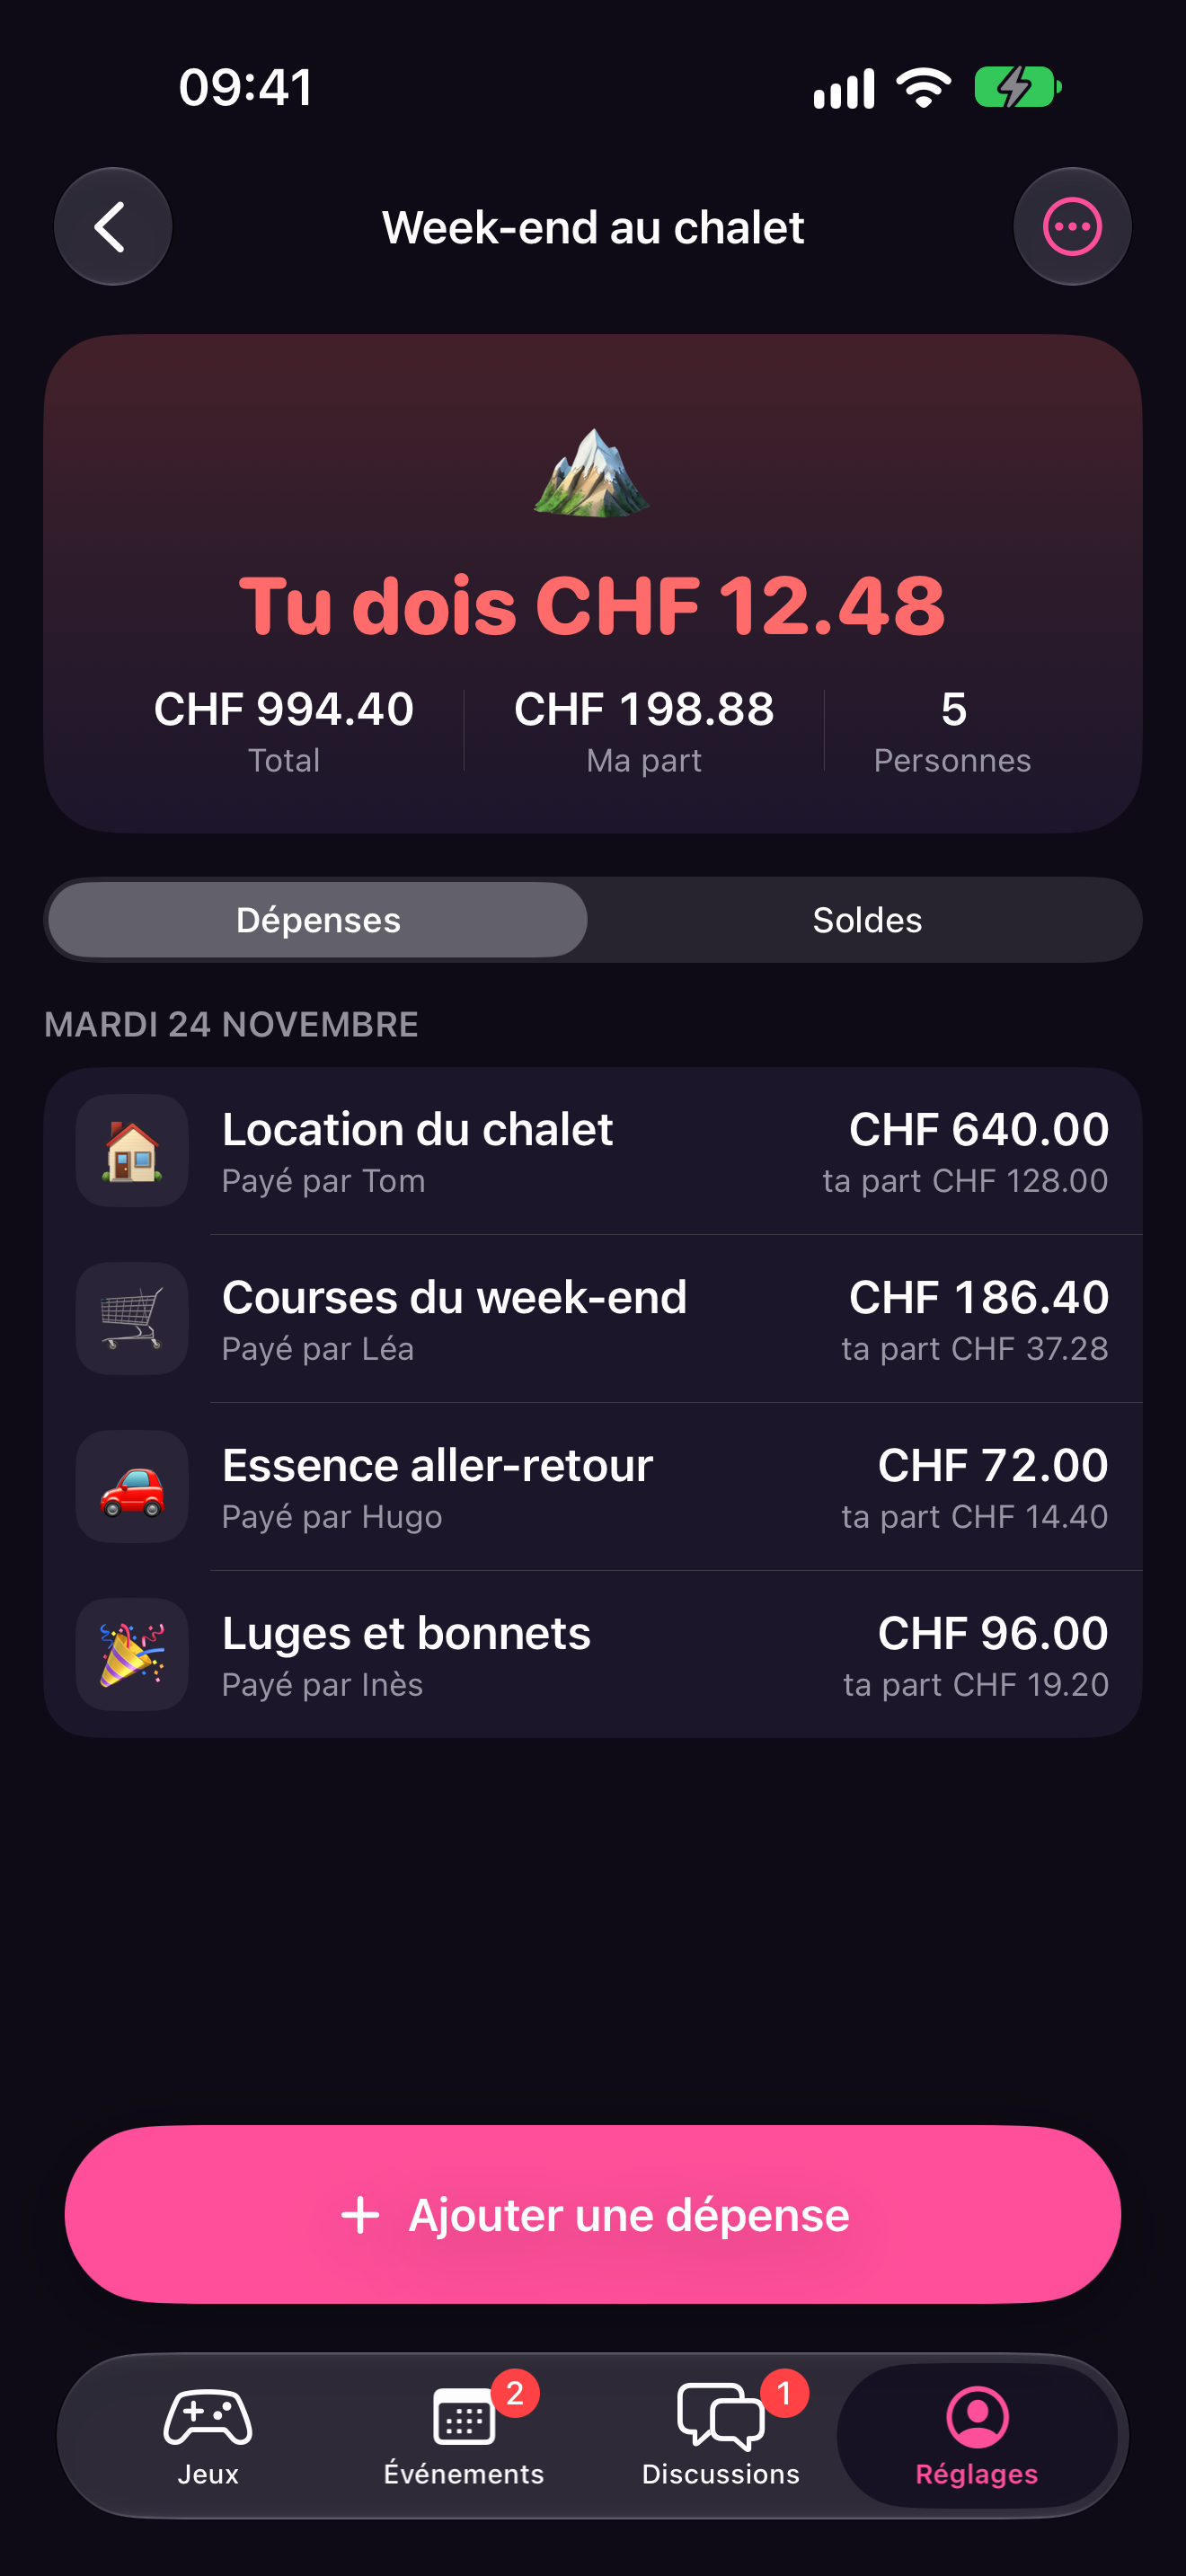 09:41
Week-end au chalet
Tu dois CHF 12.48
CHF 994.40 CHF 198.88 5
Total Ma part Personnes
Dépenses Soldes
MARDI 24 NOVEMBRE
Location du chalet CHF 640.00
Payé par Tom ta part CHF 128.00
Courses du week-end CHF 186.40
Payé par Léa ta part CHF 37.28
Essence aller-retour CHF 72.00
Payé par Hugo ta part CHF 14.40
Luges et bonnets CHF 96.00
Payé par Inès ta part CHF 19.20
+ Ajouter une dépense
2 1
Jeux Événements Discussions Réglages